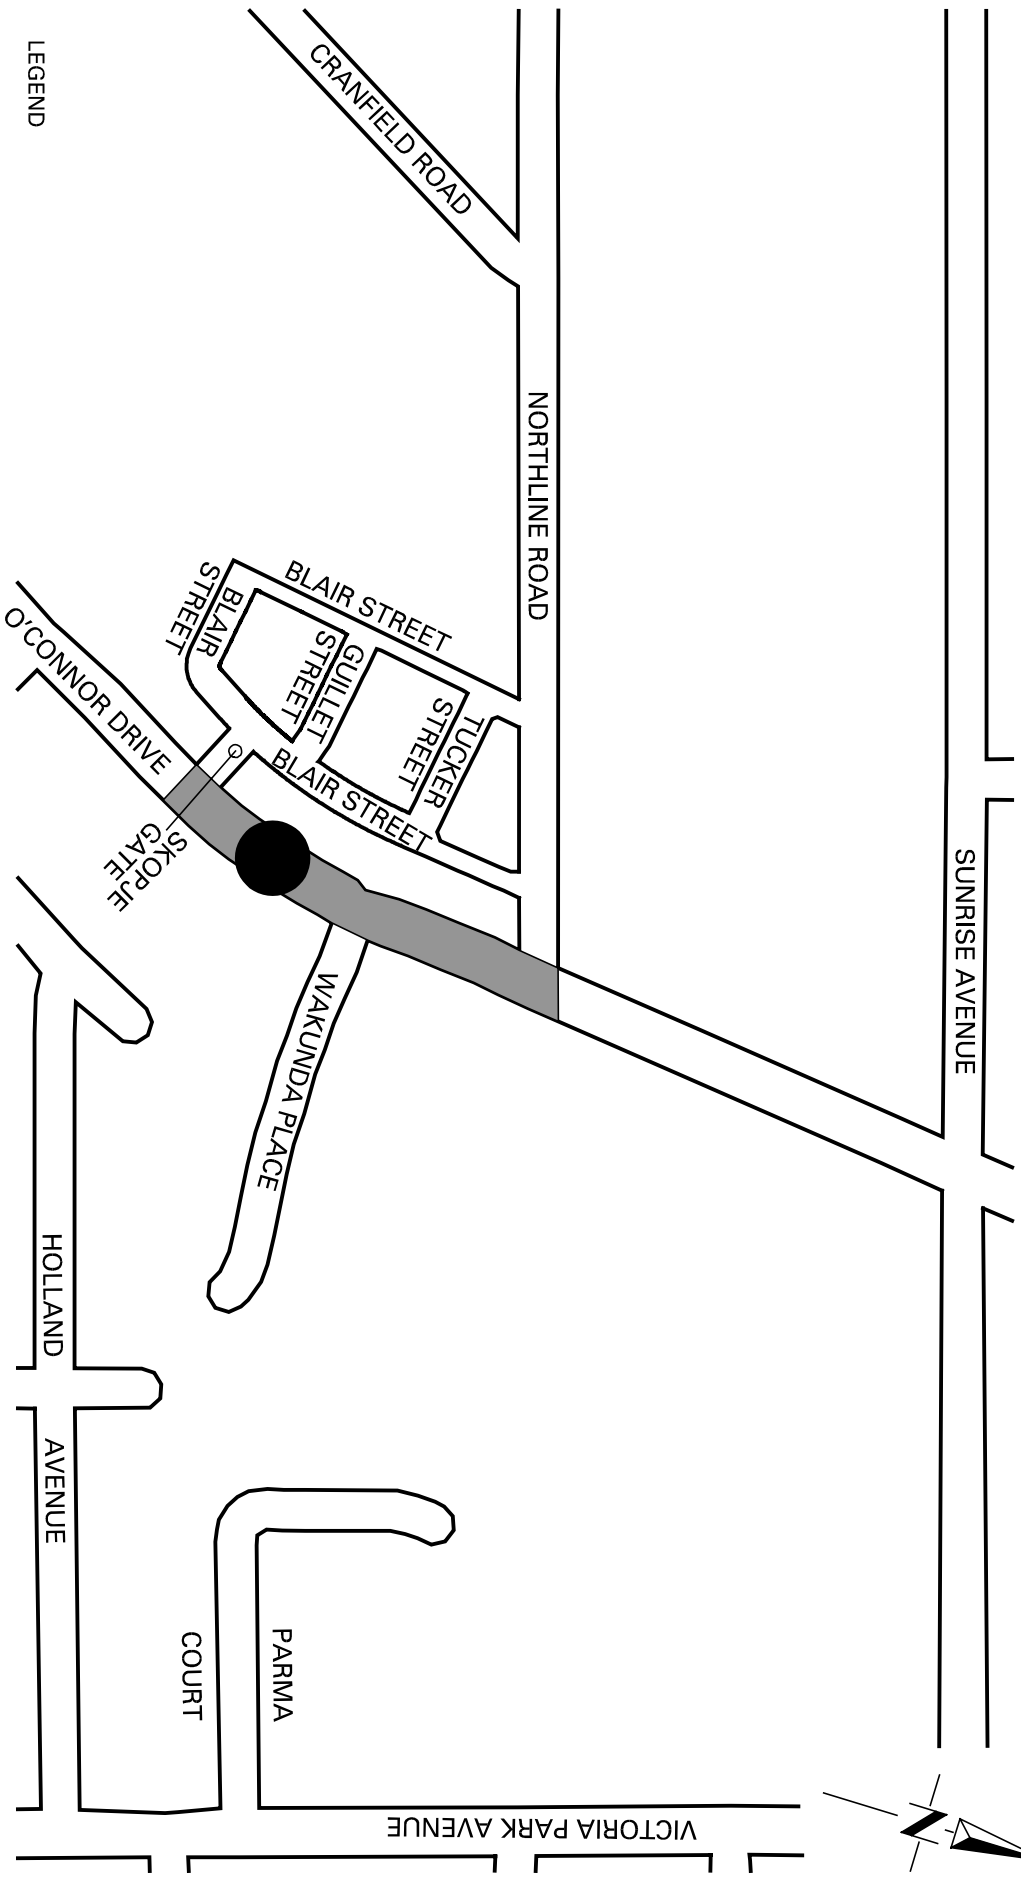 LEGEND
CRANFIELD ROAD
NORTHLINE ROAD
BLAIR STREET
BLAIR
STREET
GUILLET
STREET
TUCKER
STREET
BLAIR STREET
O'CONNOR DRIVE
SKOPJE
GATE
WAKUNDA PLACE
SUNRISE AVENUE
HOLLAND
AVENUE
PARMA
COURT
VICTORIA PARK AVENUE
N